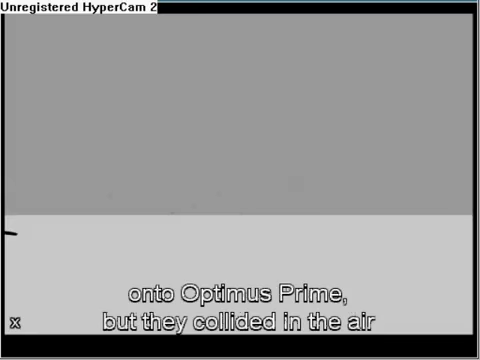 Unregistered HyperCam 2
onto Optimus Prime,
but they collided in the air
x